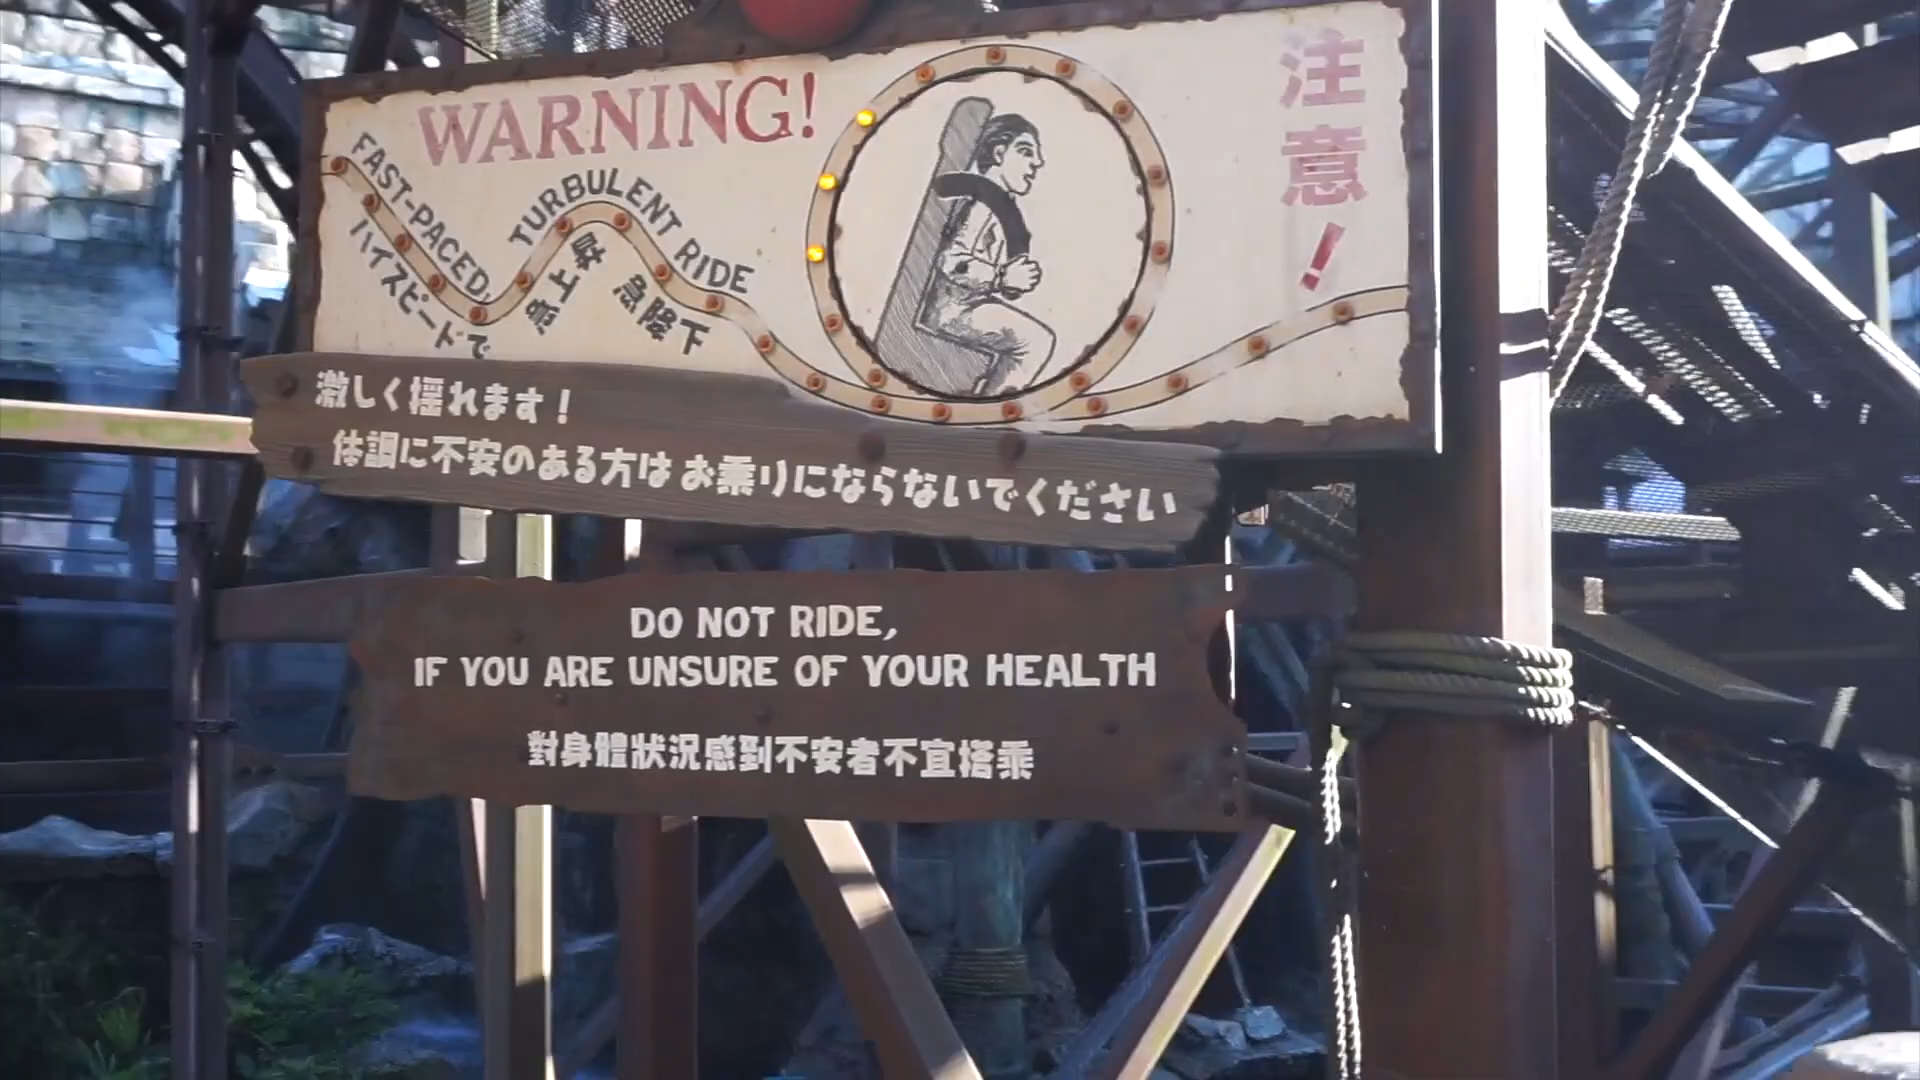 WARNING!
注意!
FAST-PACED,
TURBULENT RIDE
ハイスピードで
急上昇
急降下
激しく揺れます!
体調に不安のある方はお乗りにならないでください
DO NOT RIDE,
IF YOU ARE UNSURE OF YOUR HEALTH
對身體狀況感到不安者不宜搭乘